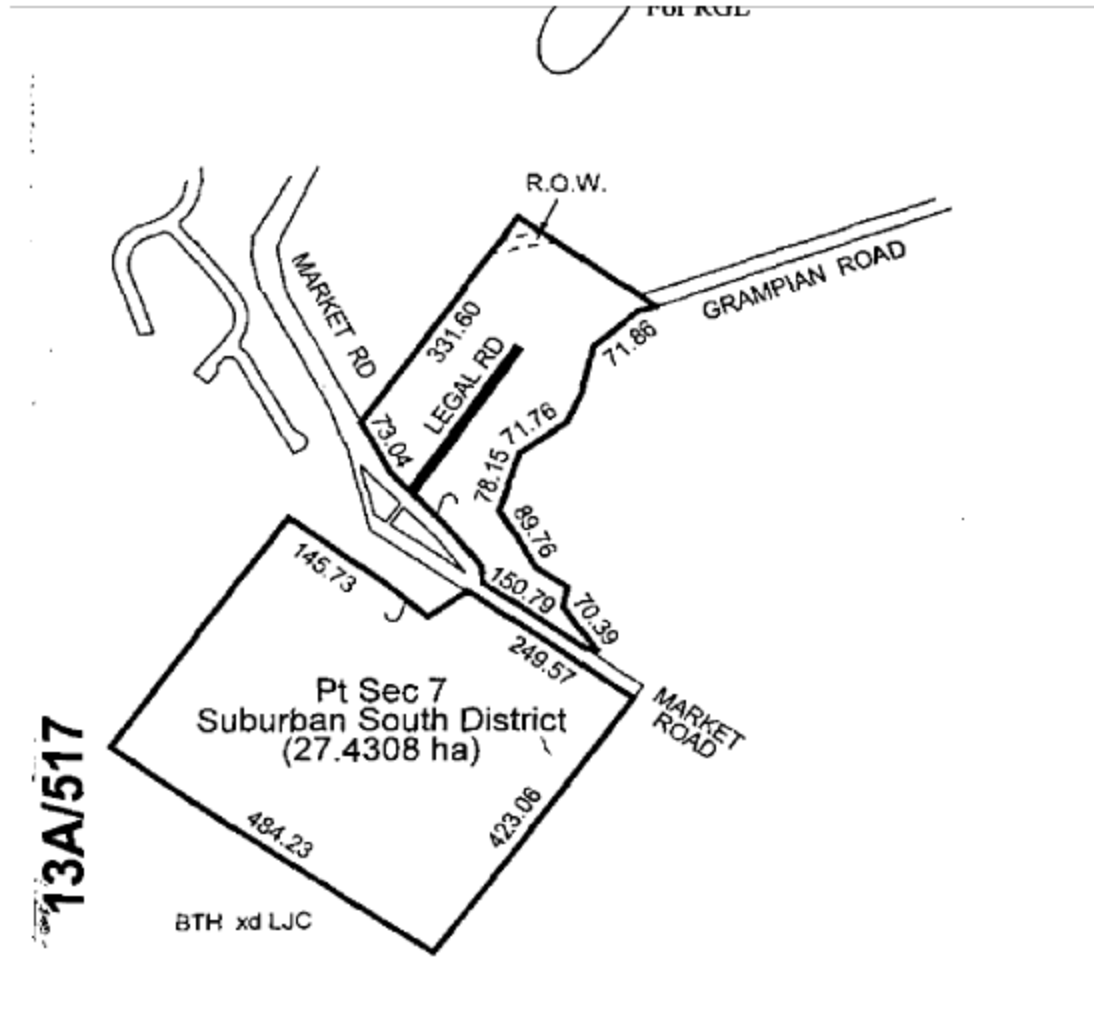 For RGL
R.O.W.
GRAMPIAN ROAD
MARKET RD
331.60
LEGAL RD
71.86
73.04
71.76
78.15
89.76
145.73
150.79
70.39
249.57
MARKET
ROAD
Pt Sec 7
Suburban South District
(27.4308 ha)
13A/517
484.23
423.06
BTH xd LJC